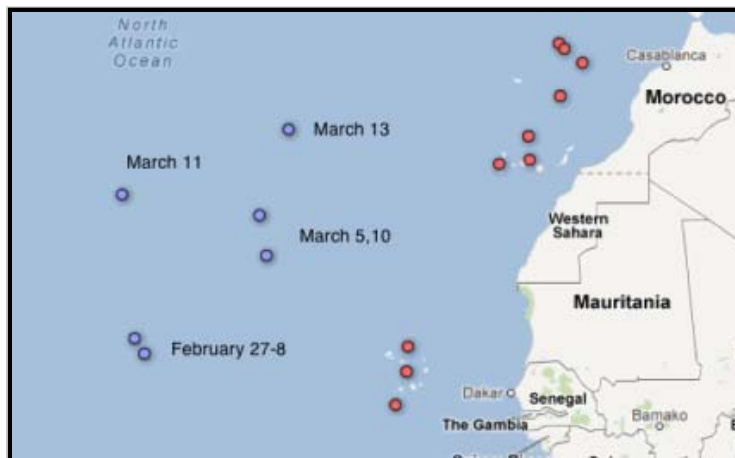 North
Atlantic
Ocean
Casablanca
Morocco
March 13
March 11
March 5,10
Western
Sahara
Mauritania
February 27-8
Dakar
Senegal
The Gambia
Bamako